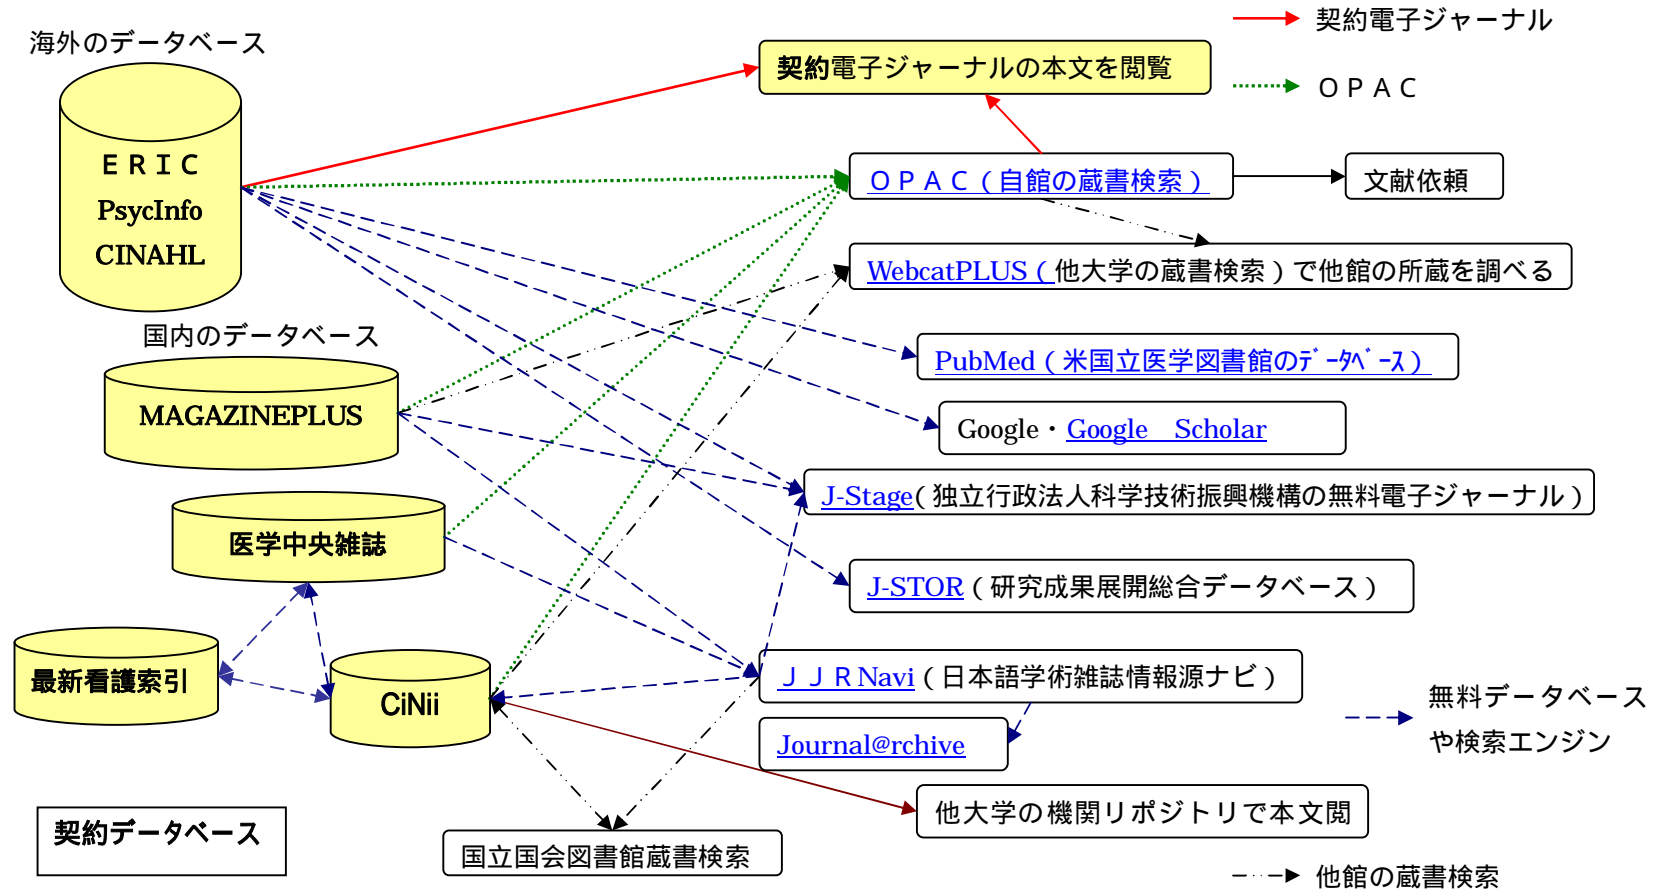 契約電子ジャーナル
海外のデータベース
契約電子ジャーナルの本文を閲覧
ＯＰＡＣ
ＥＲＩＣ
PsycInfo
CINAHL
ＯＰＡＣ（自館の蔵書検索）
文献依頼
WebcatPLUS（他大学の蔵書検索）で他館の所蔵を調べる
国内のデータベース
PubMed（米国立医学図書館のﾃﾞｰﾀﾍﾞｰｽ）
MAGAZINEPLUS
Google・Google　Scholar
J-Stage(独立行政法人科学技術振興機構の無料電子ジャーナル）
医学中央雑誌
J-STOR（研究成果展開総合データベース）
最新看護索引
ＪＪＲNavi（日本語学術雑誌情報源ナビ）
CiNii
無料データベース
や検索エンジン
Journal@rchive
他大学の機関リポジトリで本文閲
契約データベース
国立国会図書館蔵書検索
他館の蔵書検索